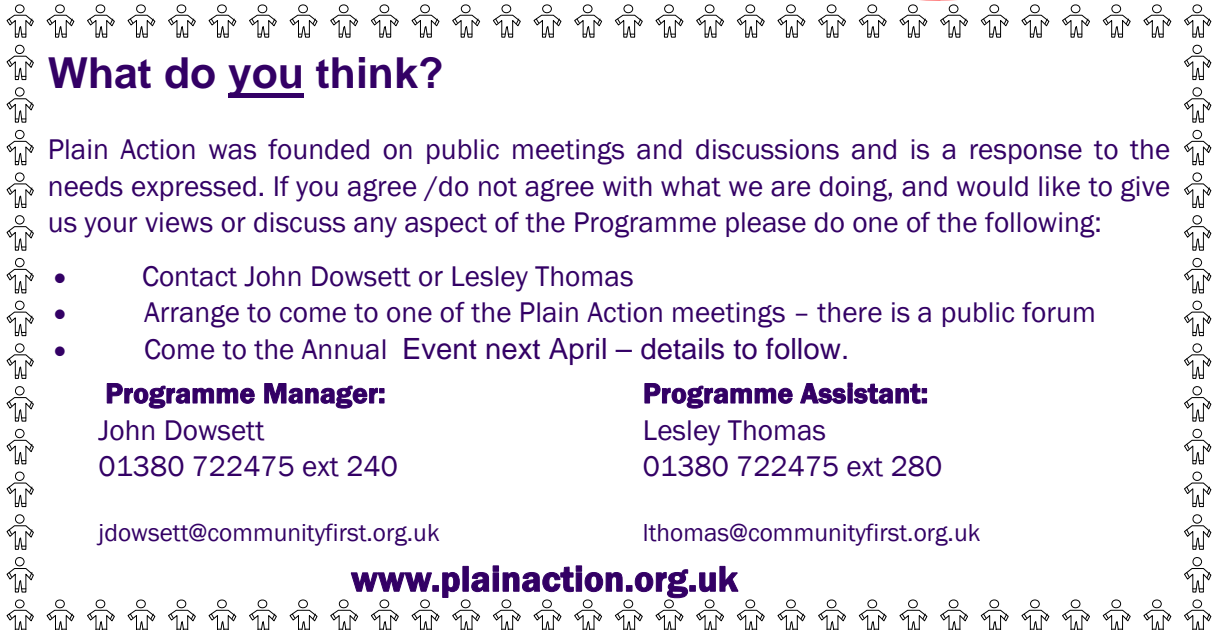 What do you think?
Plain Action was founded on public meetings and discussions and is a response to the
needs expressed. If you agree /do not agree with what we are doing, and would like to give
us your views or discuss any aspect of the Programme please do one of the following:
• Contact John Dowsett or Lesley Thomas
• Arrange to come to one of the Plain Action meetings – there is a public forum
• Come to the Annual Event next April – details to follow.
Programme Manager:
John Dowsett
01380 722475 ext 240
jdowsett@communityfirst.org.uk
Programme Assistant:
Lesley Thomas
01380 722475 ext 280
lthomas@communityfirst.org.uk
www.plainaction.org.uk